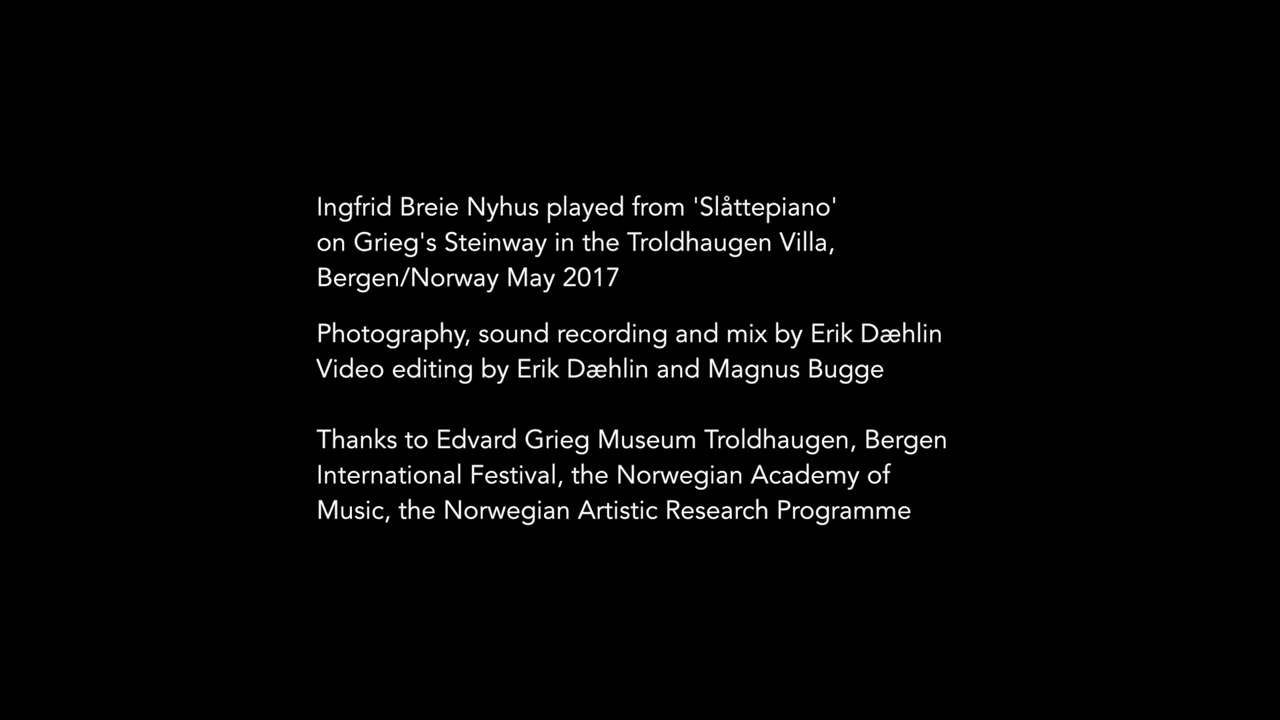 Ingfrid Breie Nyhus played from 'Slåttepiano'
on Grieg's Steinway in the Troldhaugen Villa,
Bergen/Norway May 2017
Photography, sound recording and mix by Erik Dæhlin
Video editing by Erik Dæhlin and Magnus Bugge
Thanks to Edvard Grieg Museum Troldhaugen, Bergen
International Festival, the Norwegian Academy of
Music, the Norwegian Artistic Research Programme